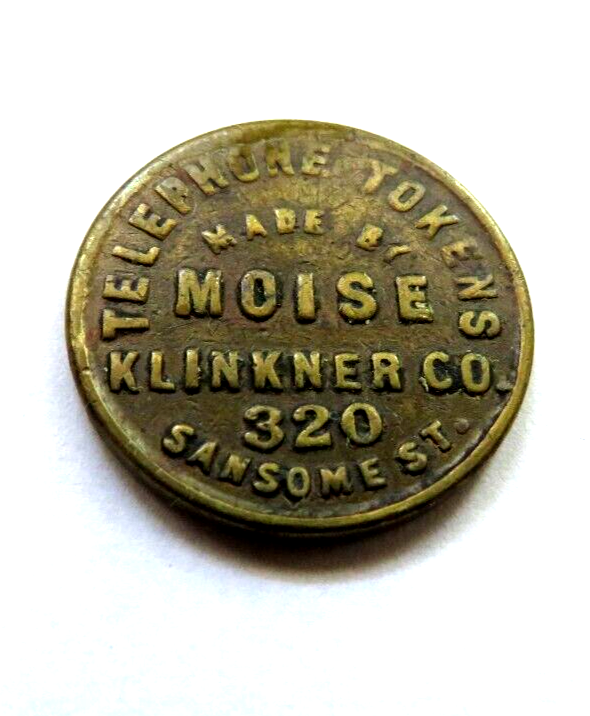 TELEPHONE TOKENS
MADE BY
MOISE
KLINKNER CO.
320
SANSOME ST.